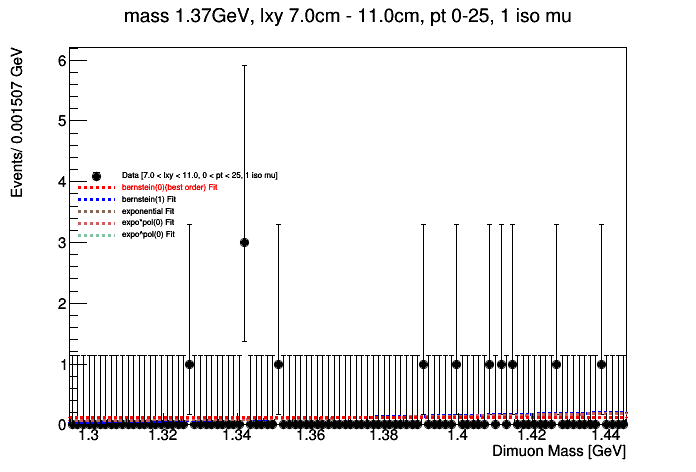 mass 1.37GeV, lxy 7.0cm - 11.0cm, pt 0-25, 1 iso mu
Events/ 0.001507 GeV
6
5
4
3
2
1
0
Data [7.0 < lxy < 11.0, 0 < pt < 25, 1 iso mu]
bernstein(0)(best order) Fit
bernstein(1) Fit
exponential Fit
expo*pol(0) Fit
expo^pol(0) Fit
1.3 1.32 1.34 1.36 1.38 1.4 1.42 1.44
Dimuon Mass [GeV]